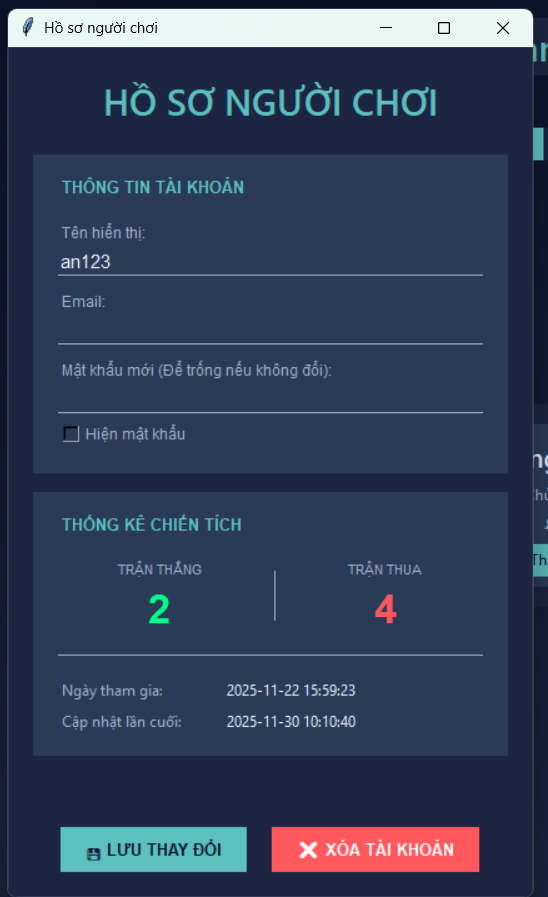 Hồ sơ người chơi
HỒ SƠ NGƯỜI CHƠI
THÔNG TIN TÀI KHOẢN
Tên hiển thị:
an123
Email:
Mật khẩu mới (Để trống nếu không đổi):
Hiện mật khẩu
THỐNG KÊ CHIẾN TÍCH
TRẬN THẮNG TRẬN THUA
2 4
Ngày tham gia: 2025-11-22 15:59:23
Cập nhật lần cuối: 2025-11-30 10:10:40
LƯU THAY ĐỔI XÓA TÀI KHOẢN